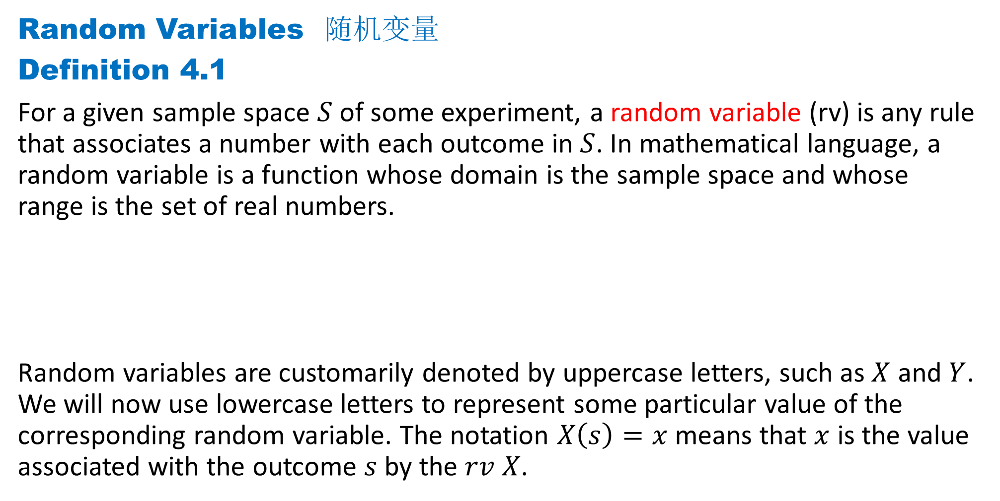 Random Variables 随机变量
Definition 4.1
For a given sample space S of some experiment, a random variable (rv) is any rule
that associates a number with each outcome in S. In mathematical language, a
random variable is a function whose domain is the sample space and whose
range is the set of real numbers.
Random variables are customarily denoted by uppercase letters, such as X and Y.
We will now use lowercase letters to represent some particular value of the
corresponding random variable. The notation X(s) = x means that x is the value
associated with the outcome s by the rv X.